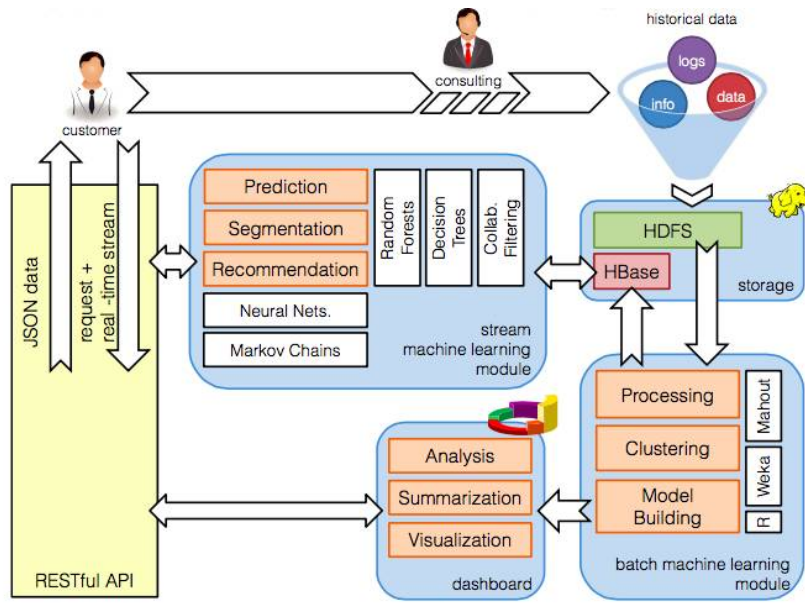 historical data
logs
info
data
consulting
customer
JSON data
request +
real -time stream
RESTful API
Prediction
Segmentation
Recommendation
Neural Nets.
Markov Chains
Random
Forests
Decision
Trees
Collab.
Filtering
stream
machine learning
module
HDFS
HBase
storage
Analysis
Summarization
Visualization
dashboard
Processing
Clustering
Model
Building
Mahout
Weka
R
batch machine learning
module